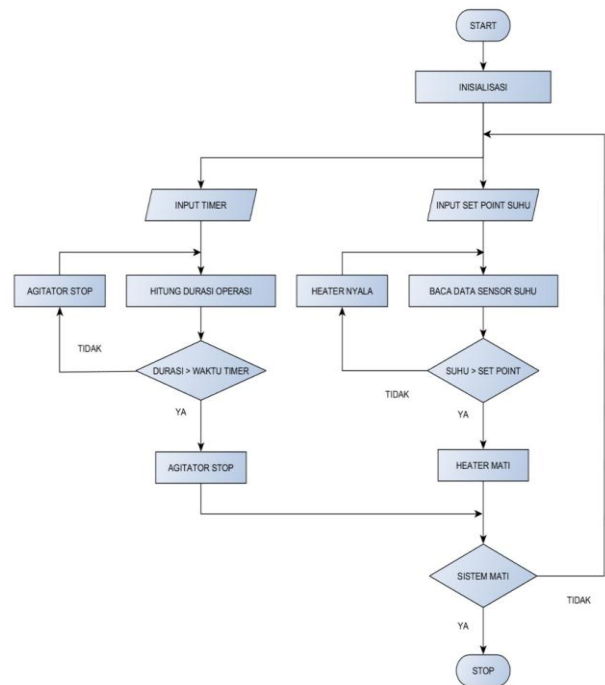 START
INISIALISASI
INPUT TIMER
INPUT SET POINT SUHU
AGITATOR STOP
HITUNG DURASI OPERASI
HEATER NYALA
BACA DATA SENSOR SUHU
TIDAK
DURASI > WAKTU TIMER
SUHU > SET POINT
TIDAK
YA
YA
AGITATOR STOP
HEATER MATI
SISTEM MATI
TIDAK
YA
STOP